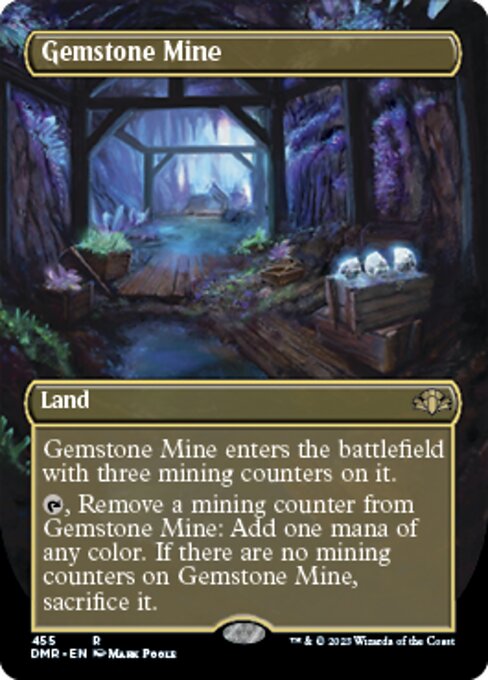 Gemstone Mine
Land
Gemstone Mine enters the battlefield
with three mining counters on it.
, Remove a mining counter from
Gemstone Mine: Add one mana of
any color. If there are no mining
counters on Gemstone Mine,
sacrifice it.
455 R
DMR • EN Mark Poole
™ & © 2023 Wizards of the Coast